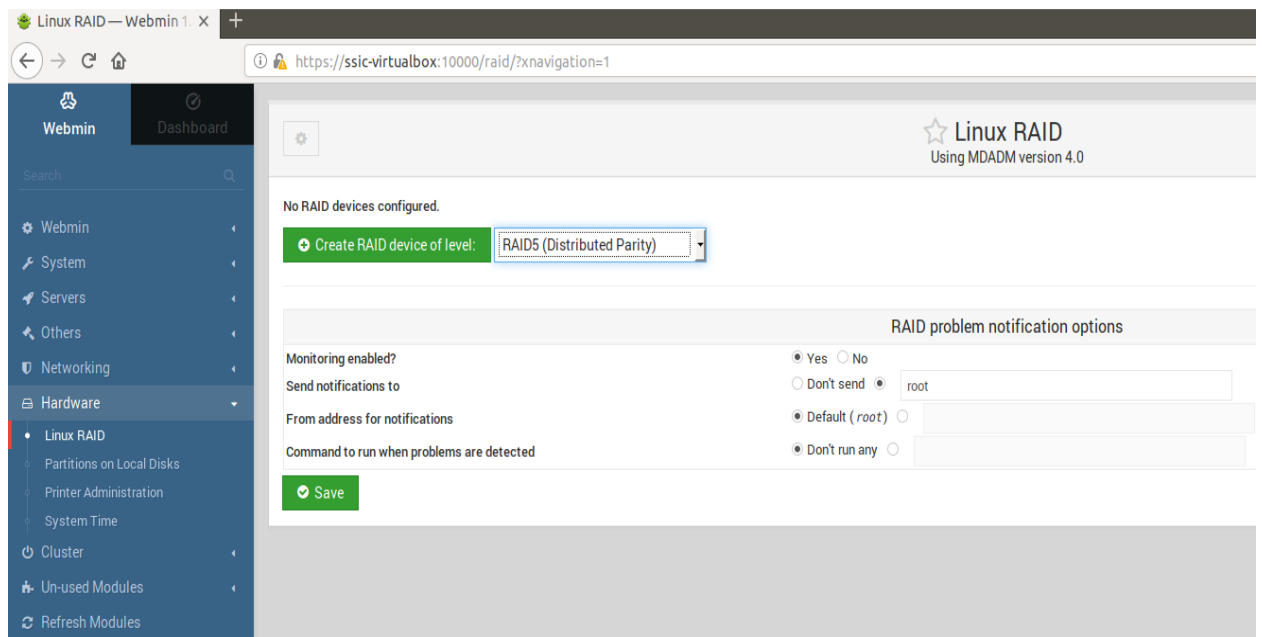 Linux RAID — Webmin 1.
https://ssic-virtualbox:10000/raid/?xnavigation=1
Webmin
Dashboard
Search
Webmin
System
Servers
Others
Networking
Hardware
Linux RAID
Partitions on Local Disks
Printer Administration
System Time
Cluster
Un-used Modules
Refresh Modules
Linux RAID
Using MDADM version 4.0
No RAID devices configured.
Create RAID device of level: RAID5 (Distributed Parity)
RAID problem notification options
Monitoring enabled? Yes No
Send notifications to Don't send root
From address for notifications Default (root)
Command to run when problems are detected Don't run any
Save